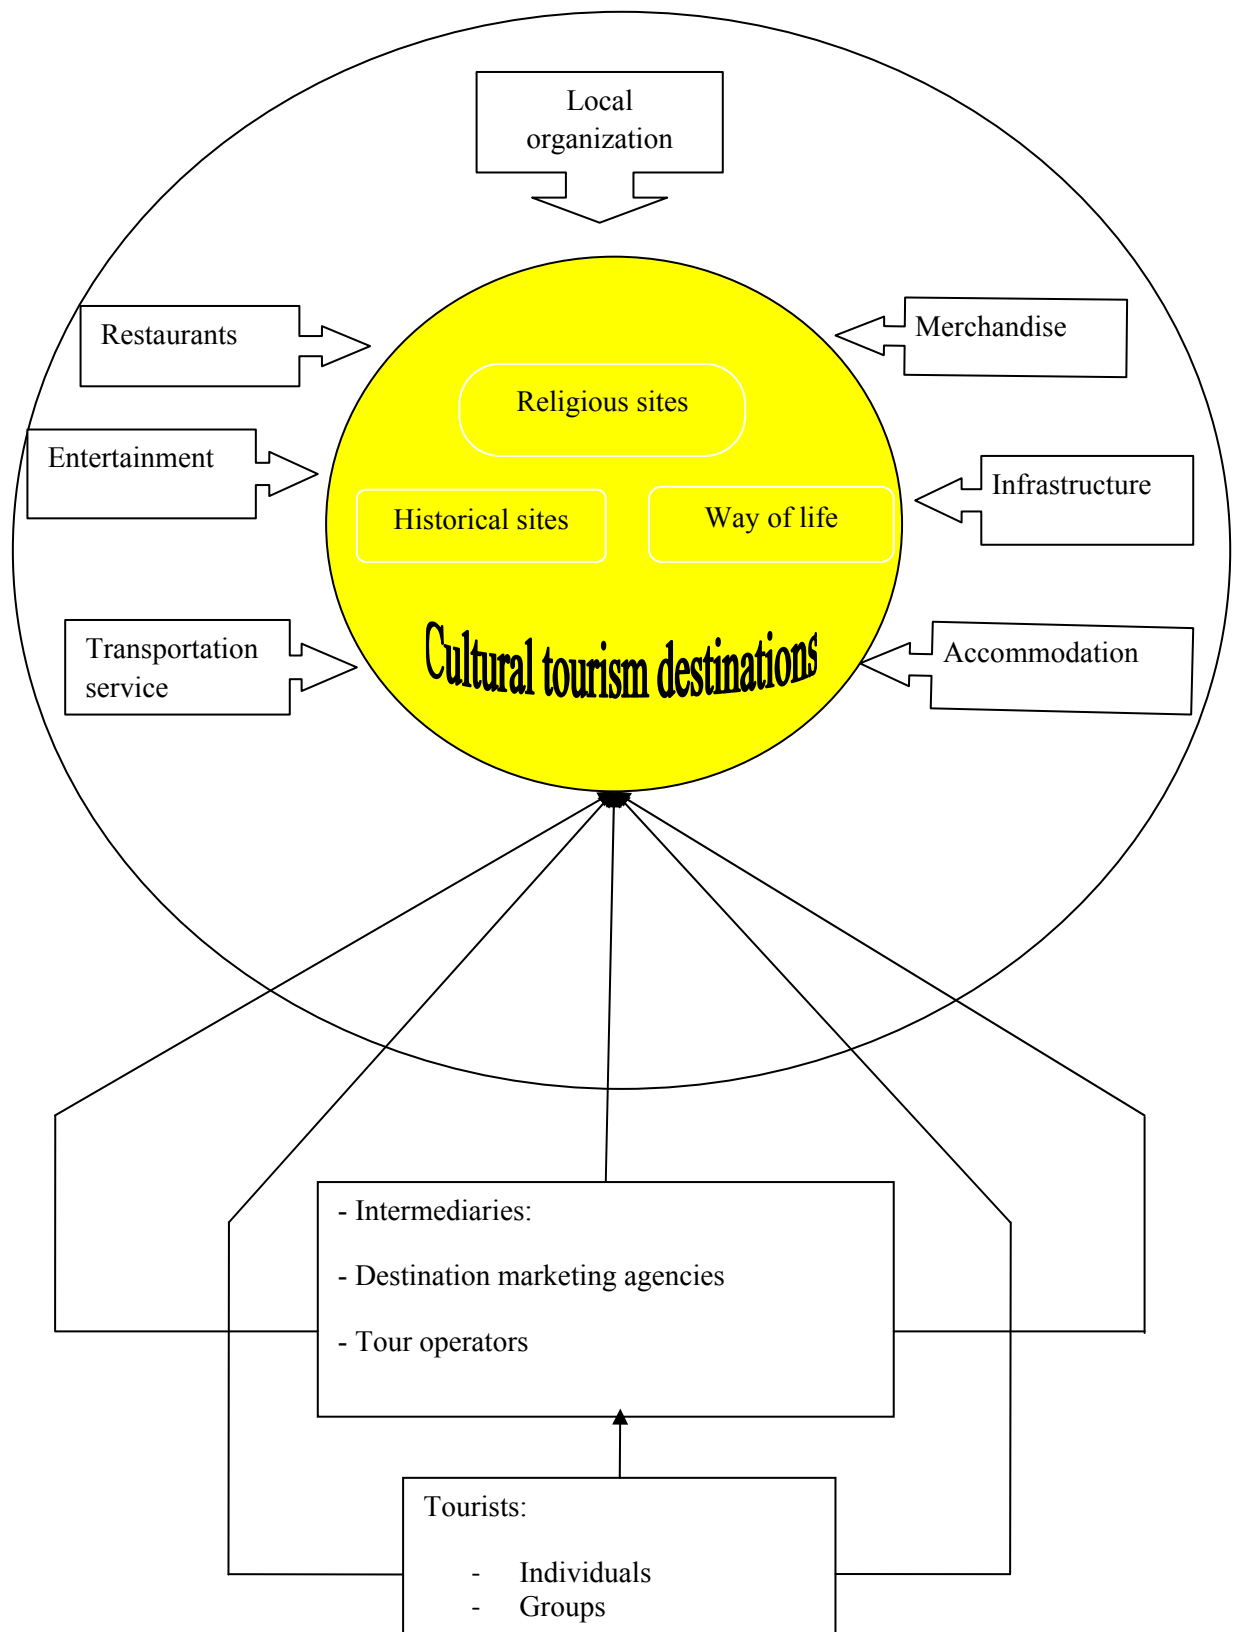 Local
organization
Restaurants
Merchandise
Religious sites
Entertainment
Infrastructure
Historical sites
Way of life
Transportation
service
Cultural tourism destinations
Accommodation
- Intermediaries:
- Destination marketing agencies
- Tour operators
Tourists:
- Individuals
- Groups